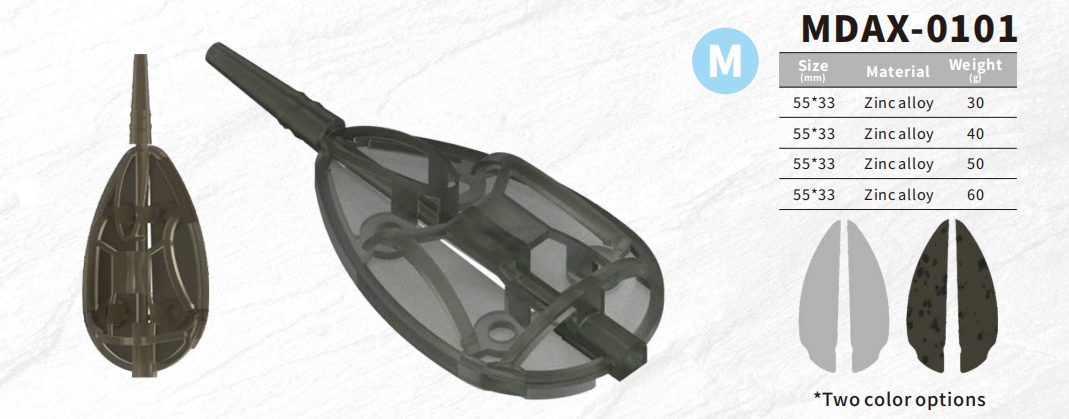 M
MDAX-0101
Size Material Weight
(mm) (g)
55*33 Zinc alloy 30
55*33 Zinc alloy 40
55*33 Zinc alloy 50
55*33 Zinc alloy 60
*Two color options